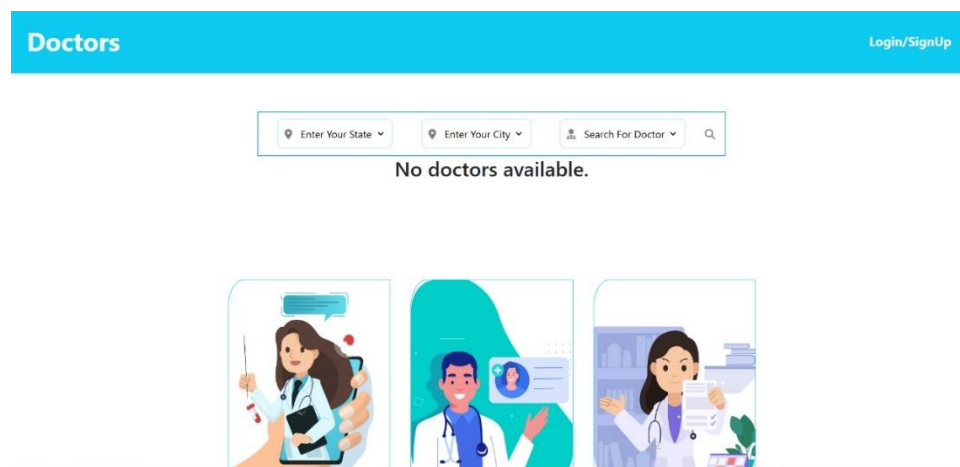 Doctors
Login/SignUp
Enter Your State
Enter Your City
Search For Doctor
No doctors available.